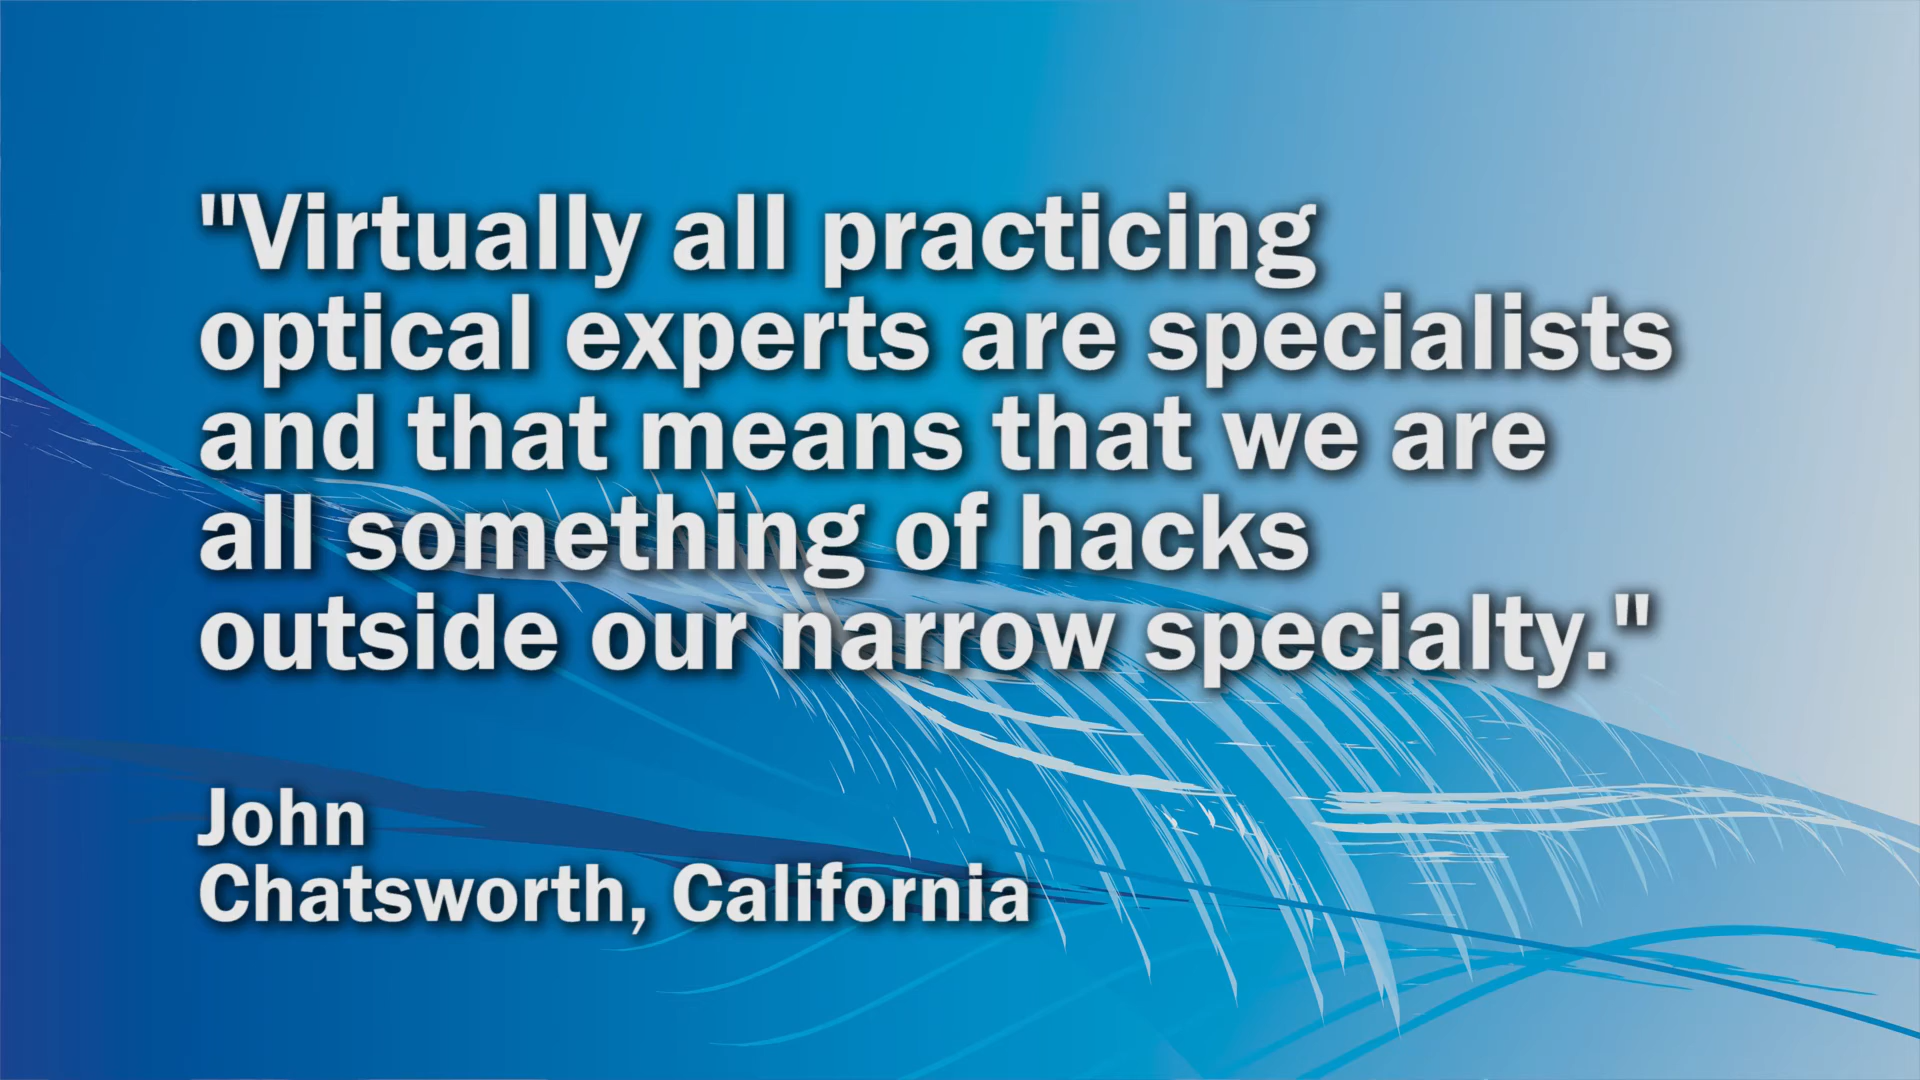 "Virtually all practicing
optical experts are specialists
and that means that we are
all something of hacks
outside our narrow specialty."
John
Chatsworth, California